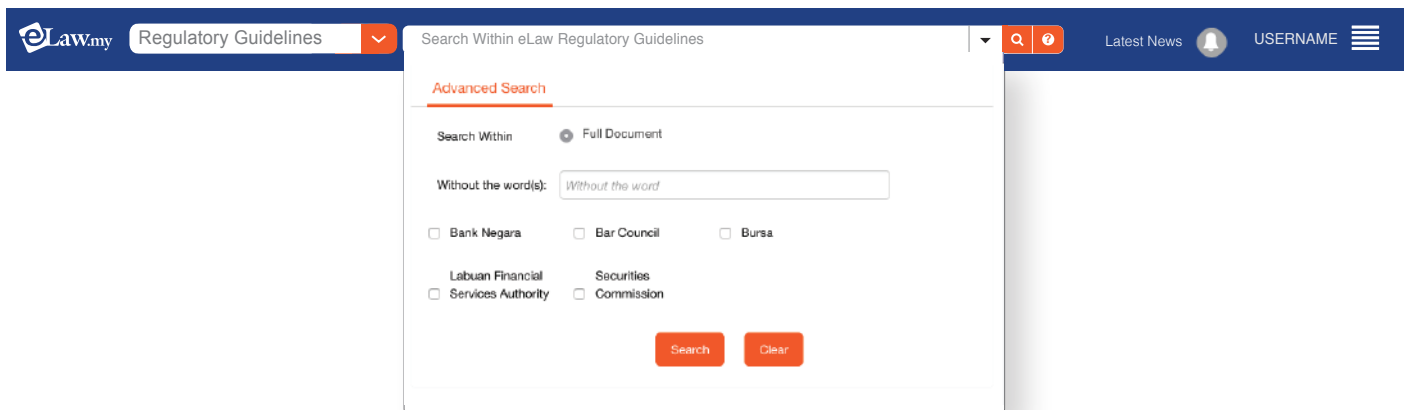 eLaw.my
Regulatory Guidelines
Search Within eLaw Regulatory Guidelines
?
Latest News
USERNAME
Advanced Search
Search Within
Full Document
Without the word(s):
Without the word
Bank Negara
Bar Council
Bursa
Labuan Financial
Services Authority
Securities
Commission
Search
Clear